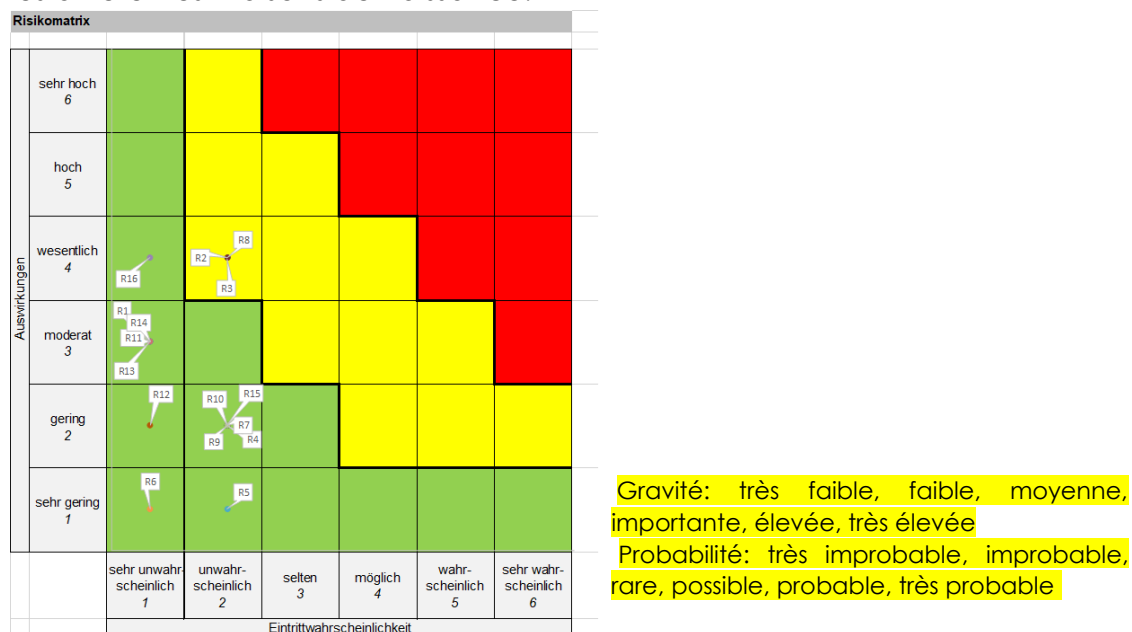 Risikomatrix
sehr hoch
6
hoch
5
wesentlich
4
R8
R2
R16
R3
Auswirkungen
R1
R14
moderat
R11
3
R13
R12
R10
R15
gering
R7
2
R9
R4
R6
R5
sehr gering
1
sehr unwahr-
scheinlich
1
unwahr-
scheinlich
2
selten
3
möglich
4
wahr-
scheinlich
5
sehr wahr-
scheinlich
6
Eintrittwahrscheinlichkeit
Gravité: très faible, faible, moyenne,
importante, élevée, très élevée
Probabilité: très improbable, improbable,
rare, possible, probable, très probable